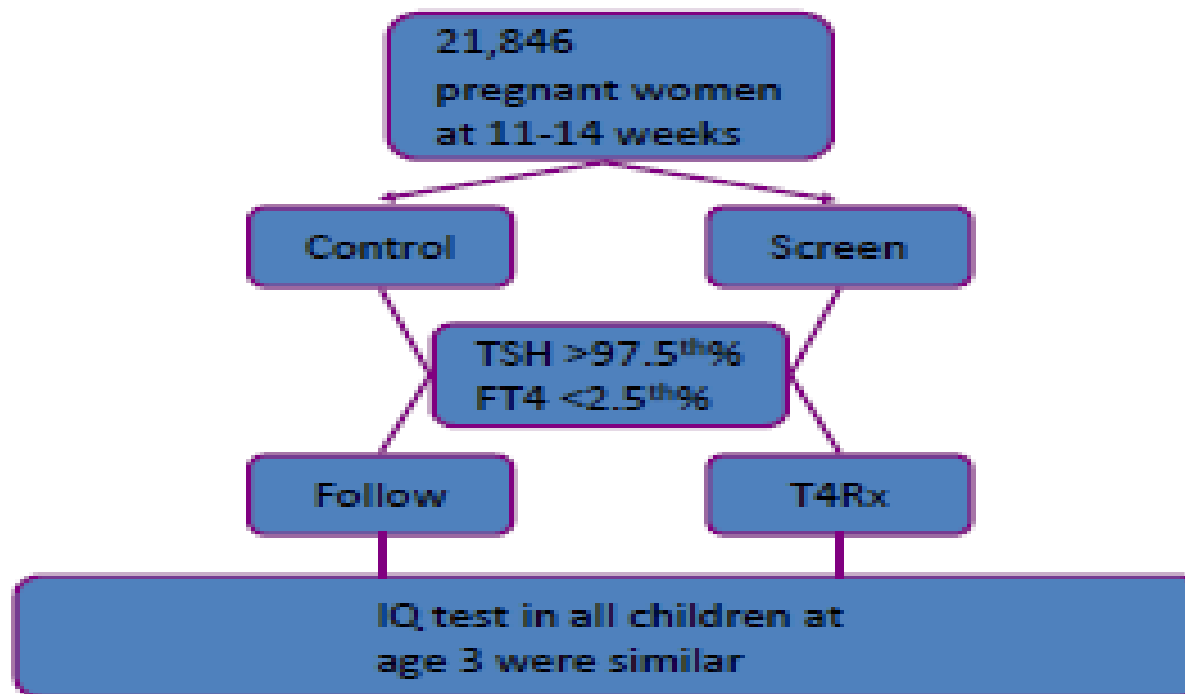 21,846
pregnant women
at 11-14 weeks
Control
Screen
TSH >97.5th%
FT4 <2.5th%
Follow
T4Rx
IQ test in all children at
age 3 were similar